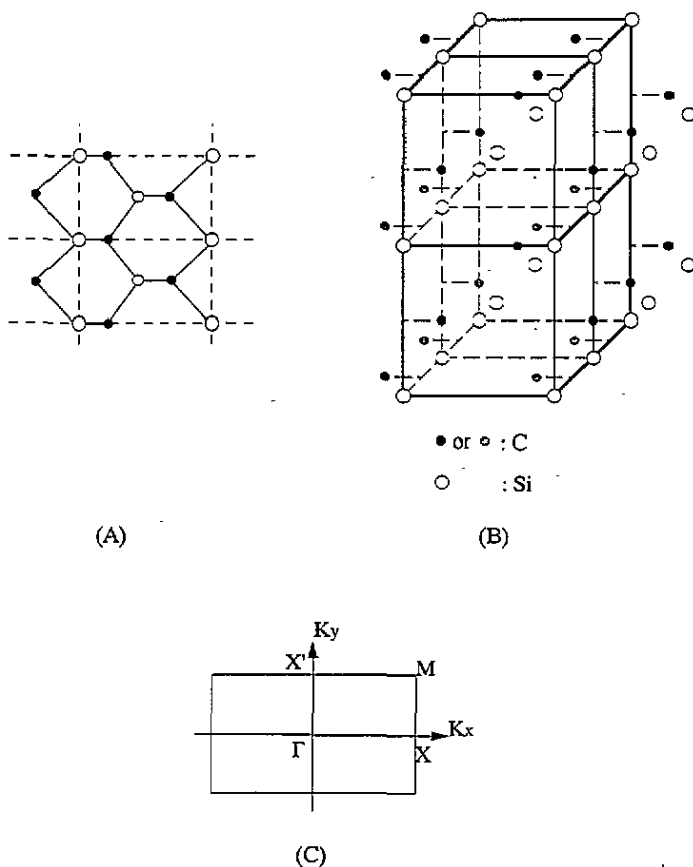 ● or ○ : C
○ : Si
(A)
(B)
Ky
X'
M
Kx
Γ
X
(C)